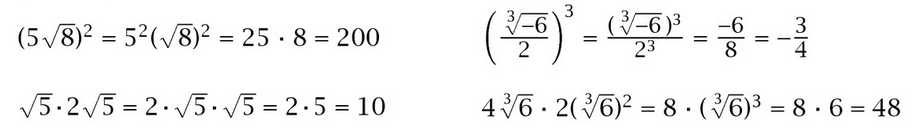 (5√8)² = 5²(√8)² = 25 · 8 = 200
(∛−6/2)³ = (∛−6)³/2³ = −6/8 = −3/4
√5 · 2√5 = 2 · √5 · √5 = 2 · 5 = 10
4∛6 · 2(∛6)² = 8 · (∛6)³ = 8 · 6 = 48